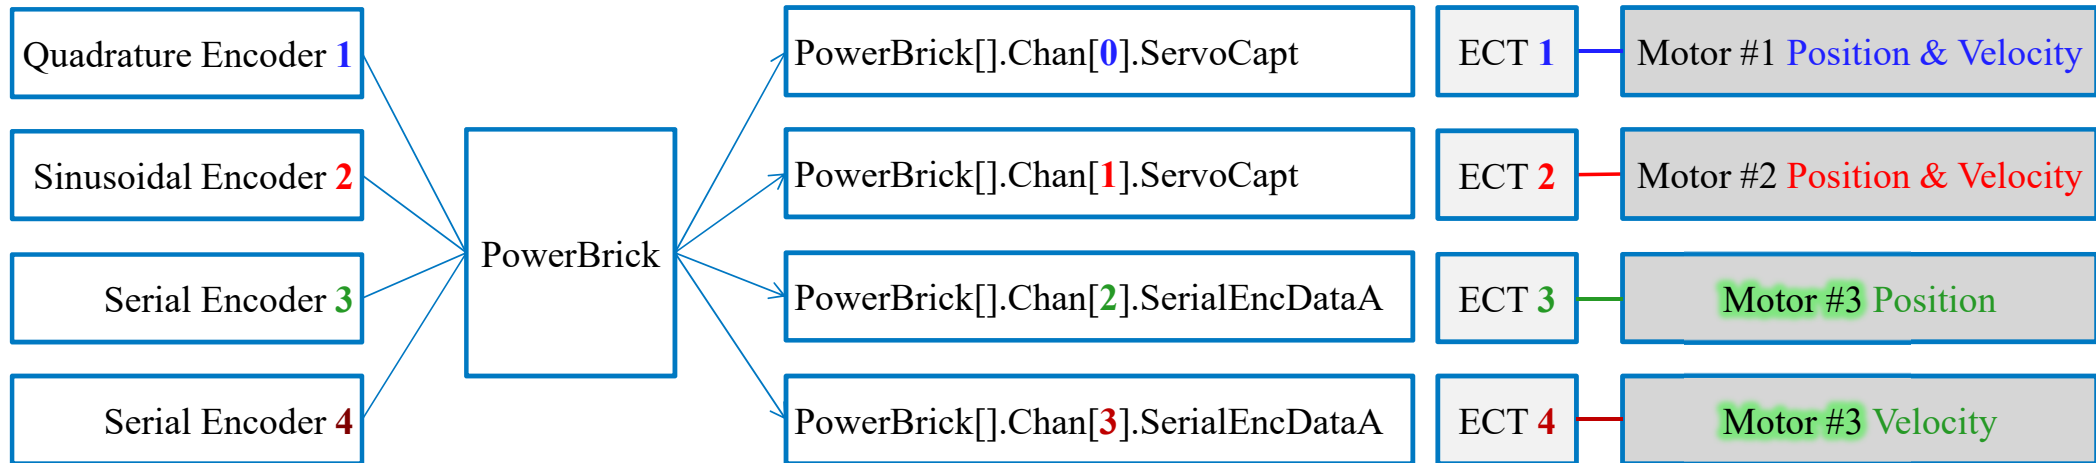 Quadrature Encoder 1
PowerBrick[].Chan[0].ServoCapt
ECT 1
Motor #1 Position & Velocity
Sinusoidal Encoder 2
PowerBrick[].Chan[1].ServoCapt
ECT 2
Motor #2 Position & Velocity
PowerBrick
Serial Encoder 3
PowerBrick[].Chan[2].SerialEncDataA
ECT 3
Motor #3 Position
Serial Encoder 4
PowerBrick[].Chan[3].SerialEncDataA
ECT 4
Motor #3 Velocity